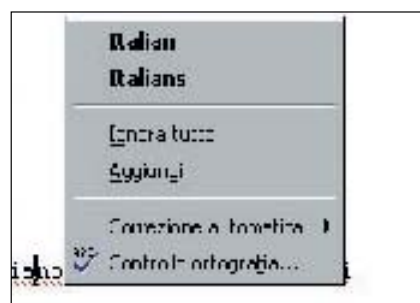 Italian
Italians
Ignora tutto
Aggiungi
Correzione automatica
Controllo ortografia...